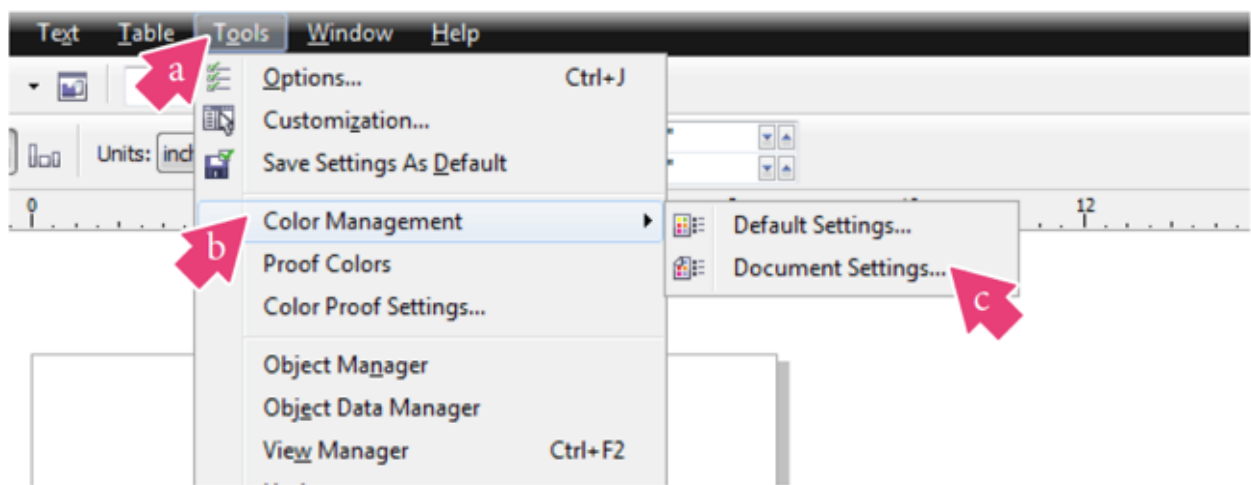 Text Table Tools Window Help
a
Options... Ctrl+J
Customization...
Units:
Save Settings As Default
0
12
Color Management
Default Settings...
b
Proof Colors
Document Settings...
Color Proof Settings...
c
Object Manager
Object Data Manager
View Manager Ctrl+F2